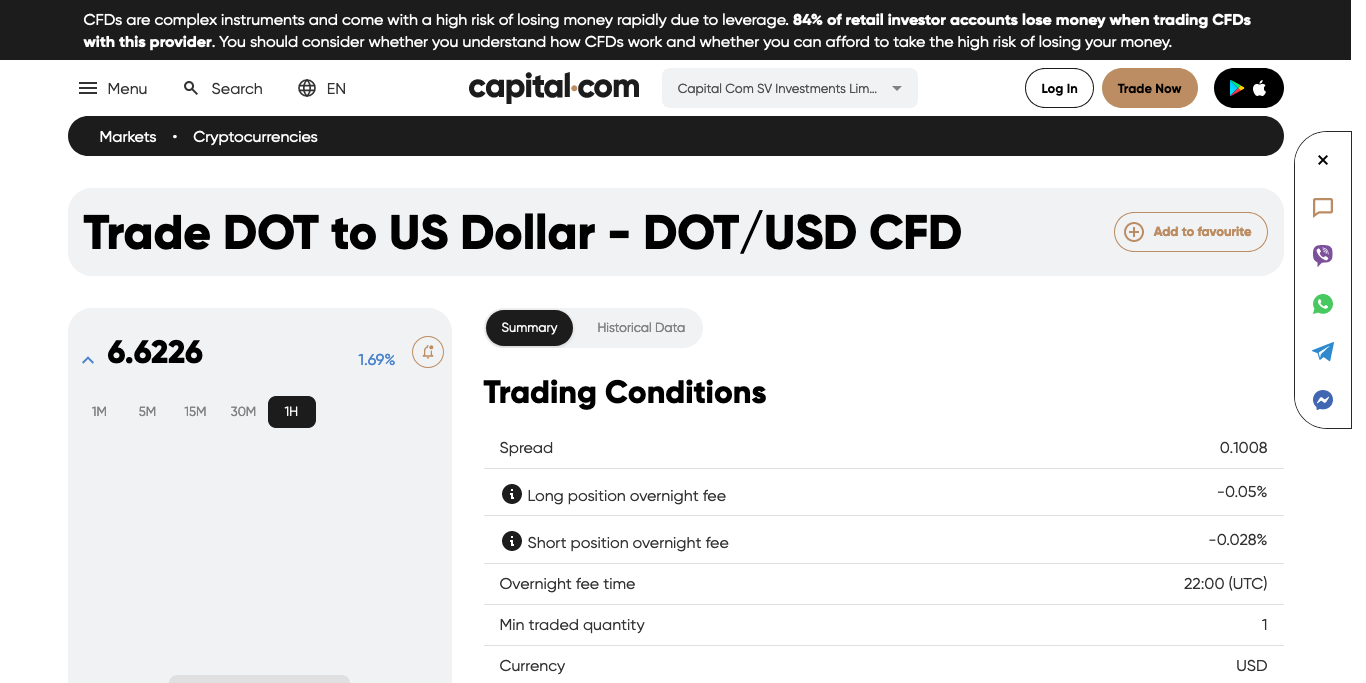 CFDs are complex instruments and come with a high risk of losing money rapidly due to leverage. 84% of retail investor accounts lose money when trading CFDs
with this provider. You should consider whether you understand how CFDs work and whether you can afford to take the high risk of losing your money.
Menu Search EN capital.com Capital Com SV Investments Lim... Log In Trade Now
Markets • Cryptocurrencies
Trade DOT to US Dollar - DOT/USD CFD
Add to favourite
6.6226 1.69%
1M 5M 15M 30M 1H
Summary Historical Data
Trading Conditions
Spread 0.1008
Long position overnight fee -0.05%
Short position overnight fee -0.028%
Overnight fee time 22:00 (UTC)
Min traded quantity 1
Currency USD